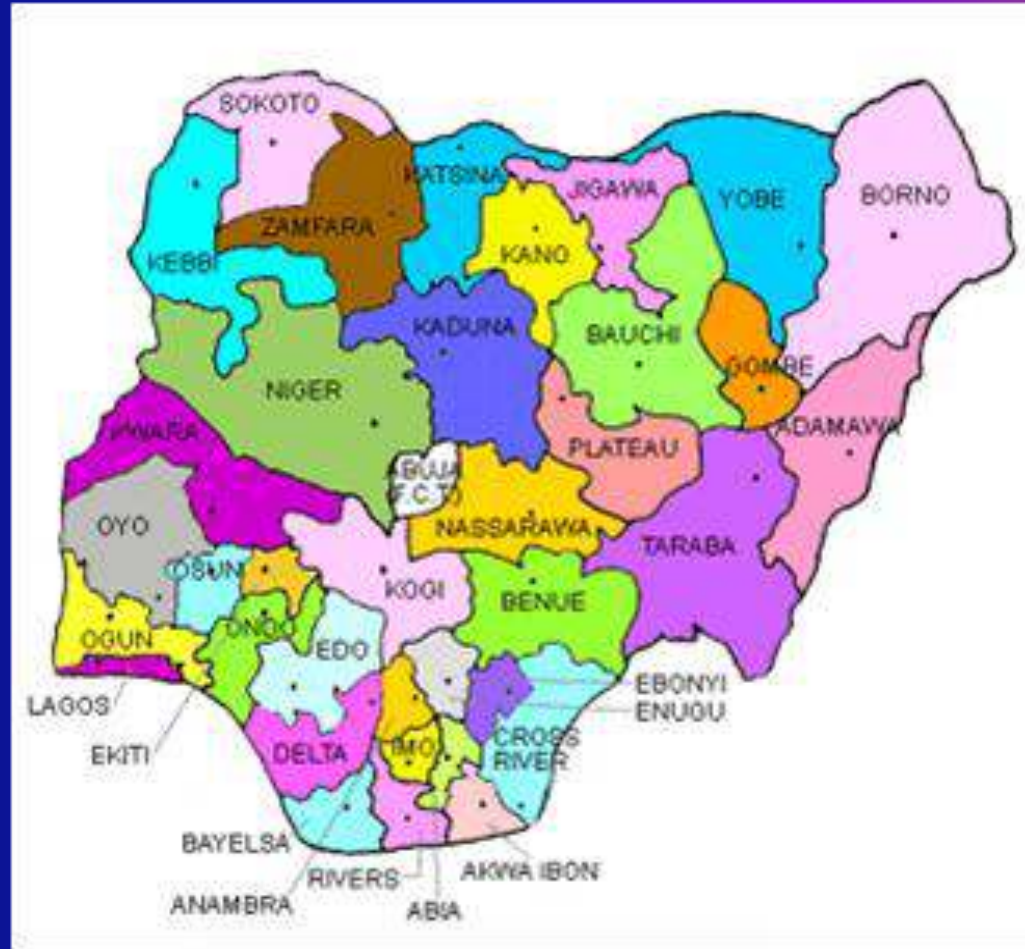 SOKOTO
KATSINA
JIGAWA
YOBE
BORNO
ZAMFARA
KANO
KEBBI
KADUNA
BAUCHI
GOMBE
NIGER
KWARA
ADAMAWA
PLATEAU
ABUJA
(F.C.T)
OYO
NASSARAWA
TARABA
OSUN
KOGI
BENUE
ONDO
OGUN
EDO
EBONYI
LAGOS
ENUGU
EKITI
DELTA
IMO
CROSS
RIVER
BAYELSA
AKWA IBON
RIVERS
ANAMBRA
ABIA